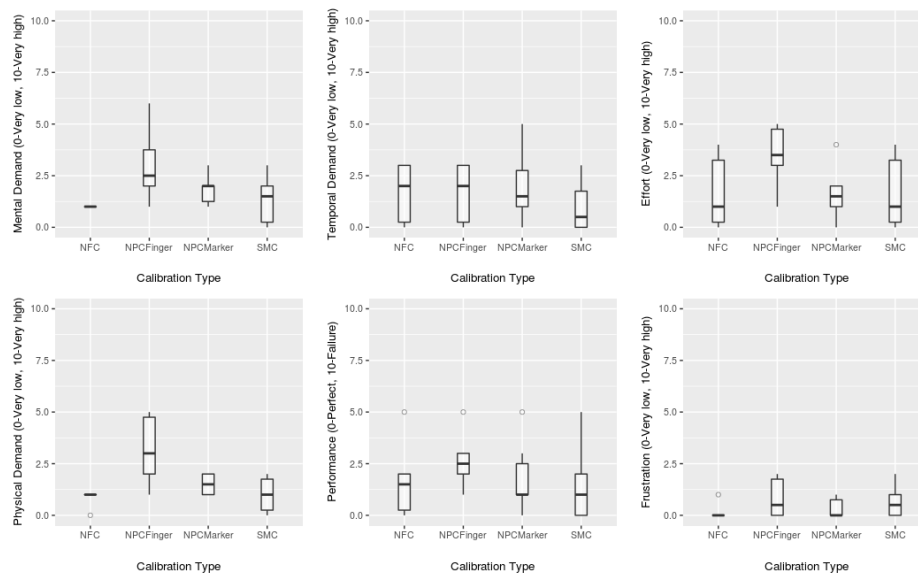 Mental Demand (0-Very low, 10-Very high)
10.0
7.5
5.0
2.5
0.0
NFC NPCFinger NPCMarker SMC
Calibration Type
Temporal Demand (0-Very low, 10-Very high)
10.0
7.5
5.0
2.5
0.0
NFC NPCFinger NPCMarker SMC
Calibration Type
Effort (0-Very low, 10-Very high)
10.0
7.5
5.0
2.5
0.0
NFC NPCFinger NPCMarker SMC
Calibration Type
Physical Demand (0-Very low, 10-Very high)
10.0
7.5
5.0
2.5
0.0
NFC NPCFinger NPCMarker SMC
Calibration Type
Performance (0-Perfect, 10-Failure)
10.0
7.5
5.0
2.5
0.0
NFC NPCFinger NPCMarker SMC
Calibration Type
Frustration (0-Very low, 10-Very high)
10.0
7.5
5.0
2.5
0.0
NFC NPCFinger NPCMarker SMC
Calibration Type